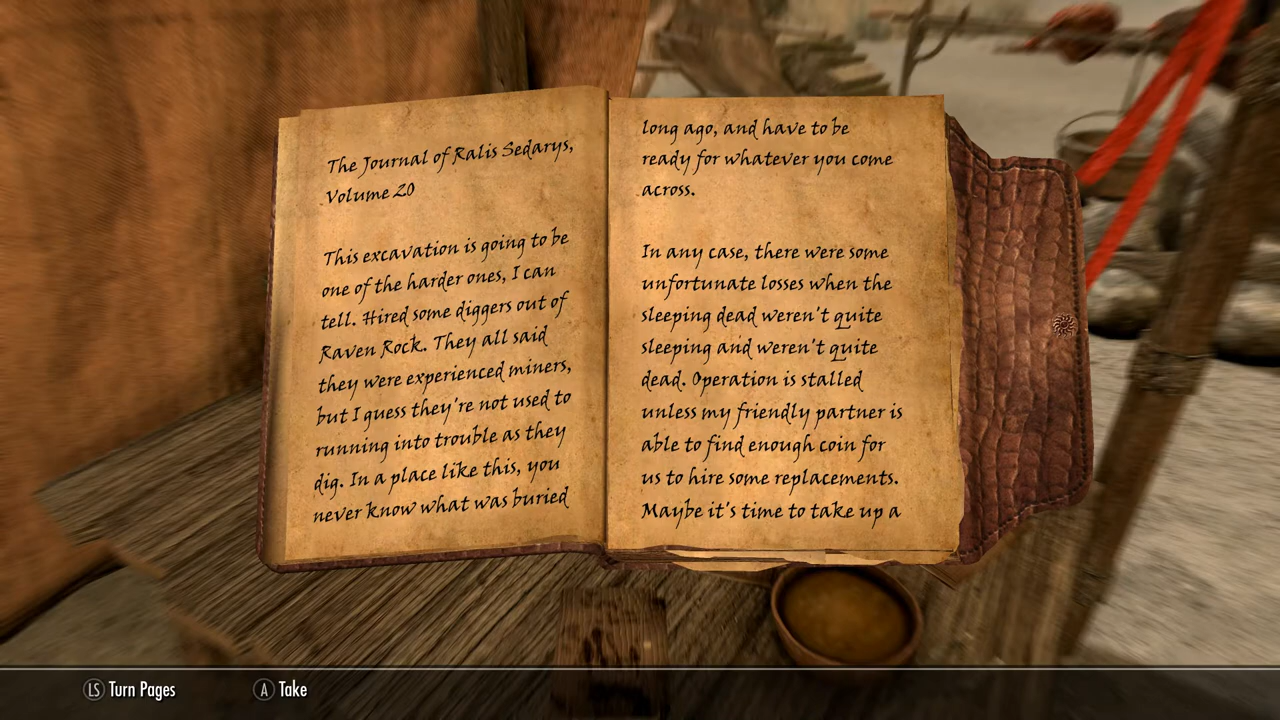 The Journal of Ralis Sedarys,
Volume 20
This excavation is going to be
one of the harder ones, I can
tell. Hired some diggers out of
Raven Rock. They all said
they were experienced miners,
but I guess they're not used to
running into trouble as they
dig. In a place like this, you
never know what was buried
long ago, and have to be
ready for whatever you come
across.
In any case, there were some
unfortunate losses when the
sleeping dead weren't quite
sleeping and weren't quite
dead. Operation is stalled
unless my friendly partner is
able to find enough coin for
us to hire some replacements.
Maybe it's time to take up a
LS Turn Pages
A Take